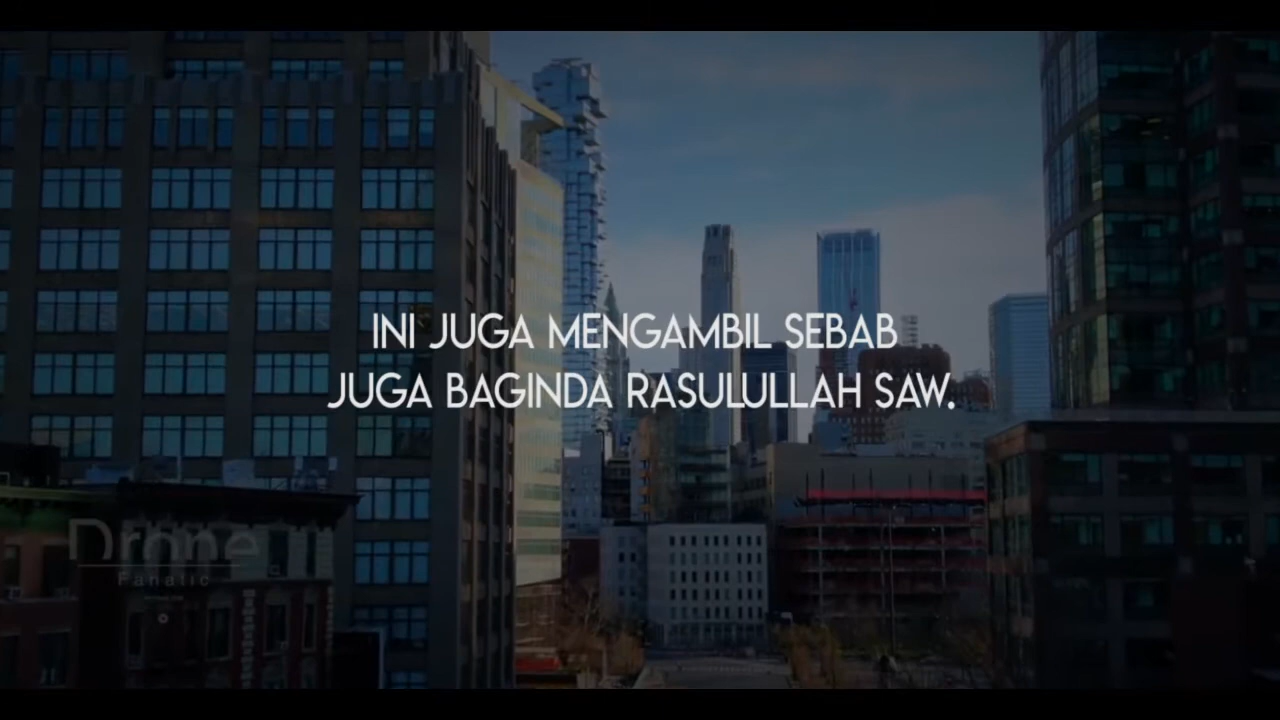 INI JUGA MENGAMBIL SEBAB
JUGA BAGINDA RASULULLAH SAW.
Drone
Fanatic